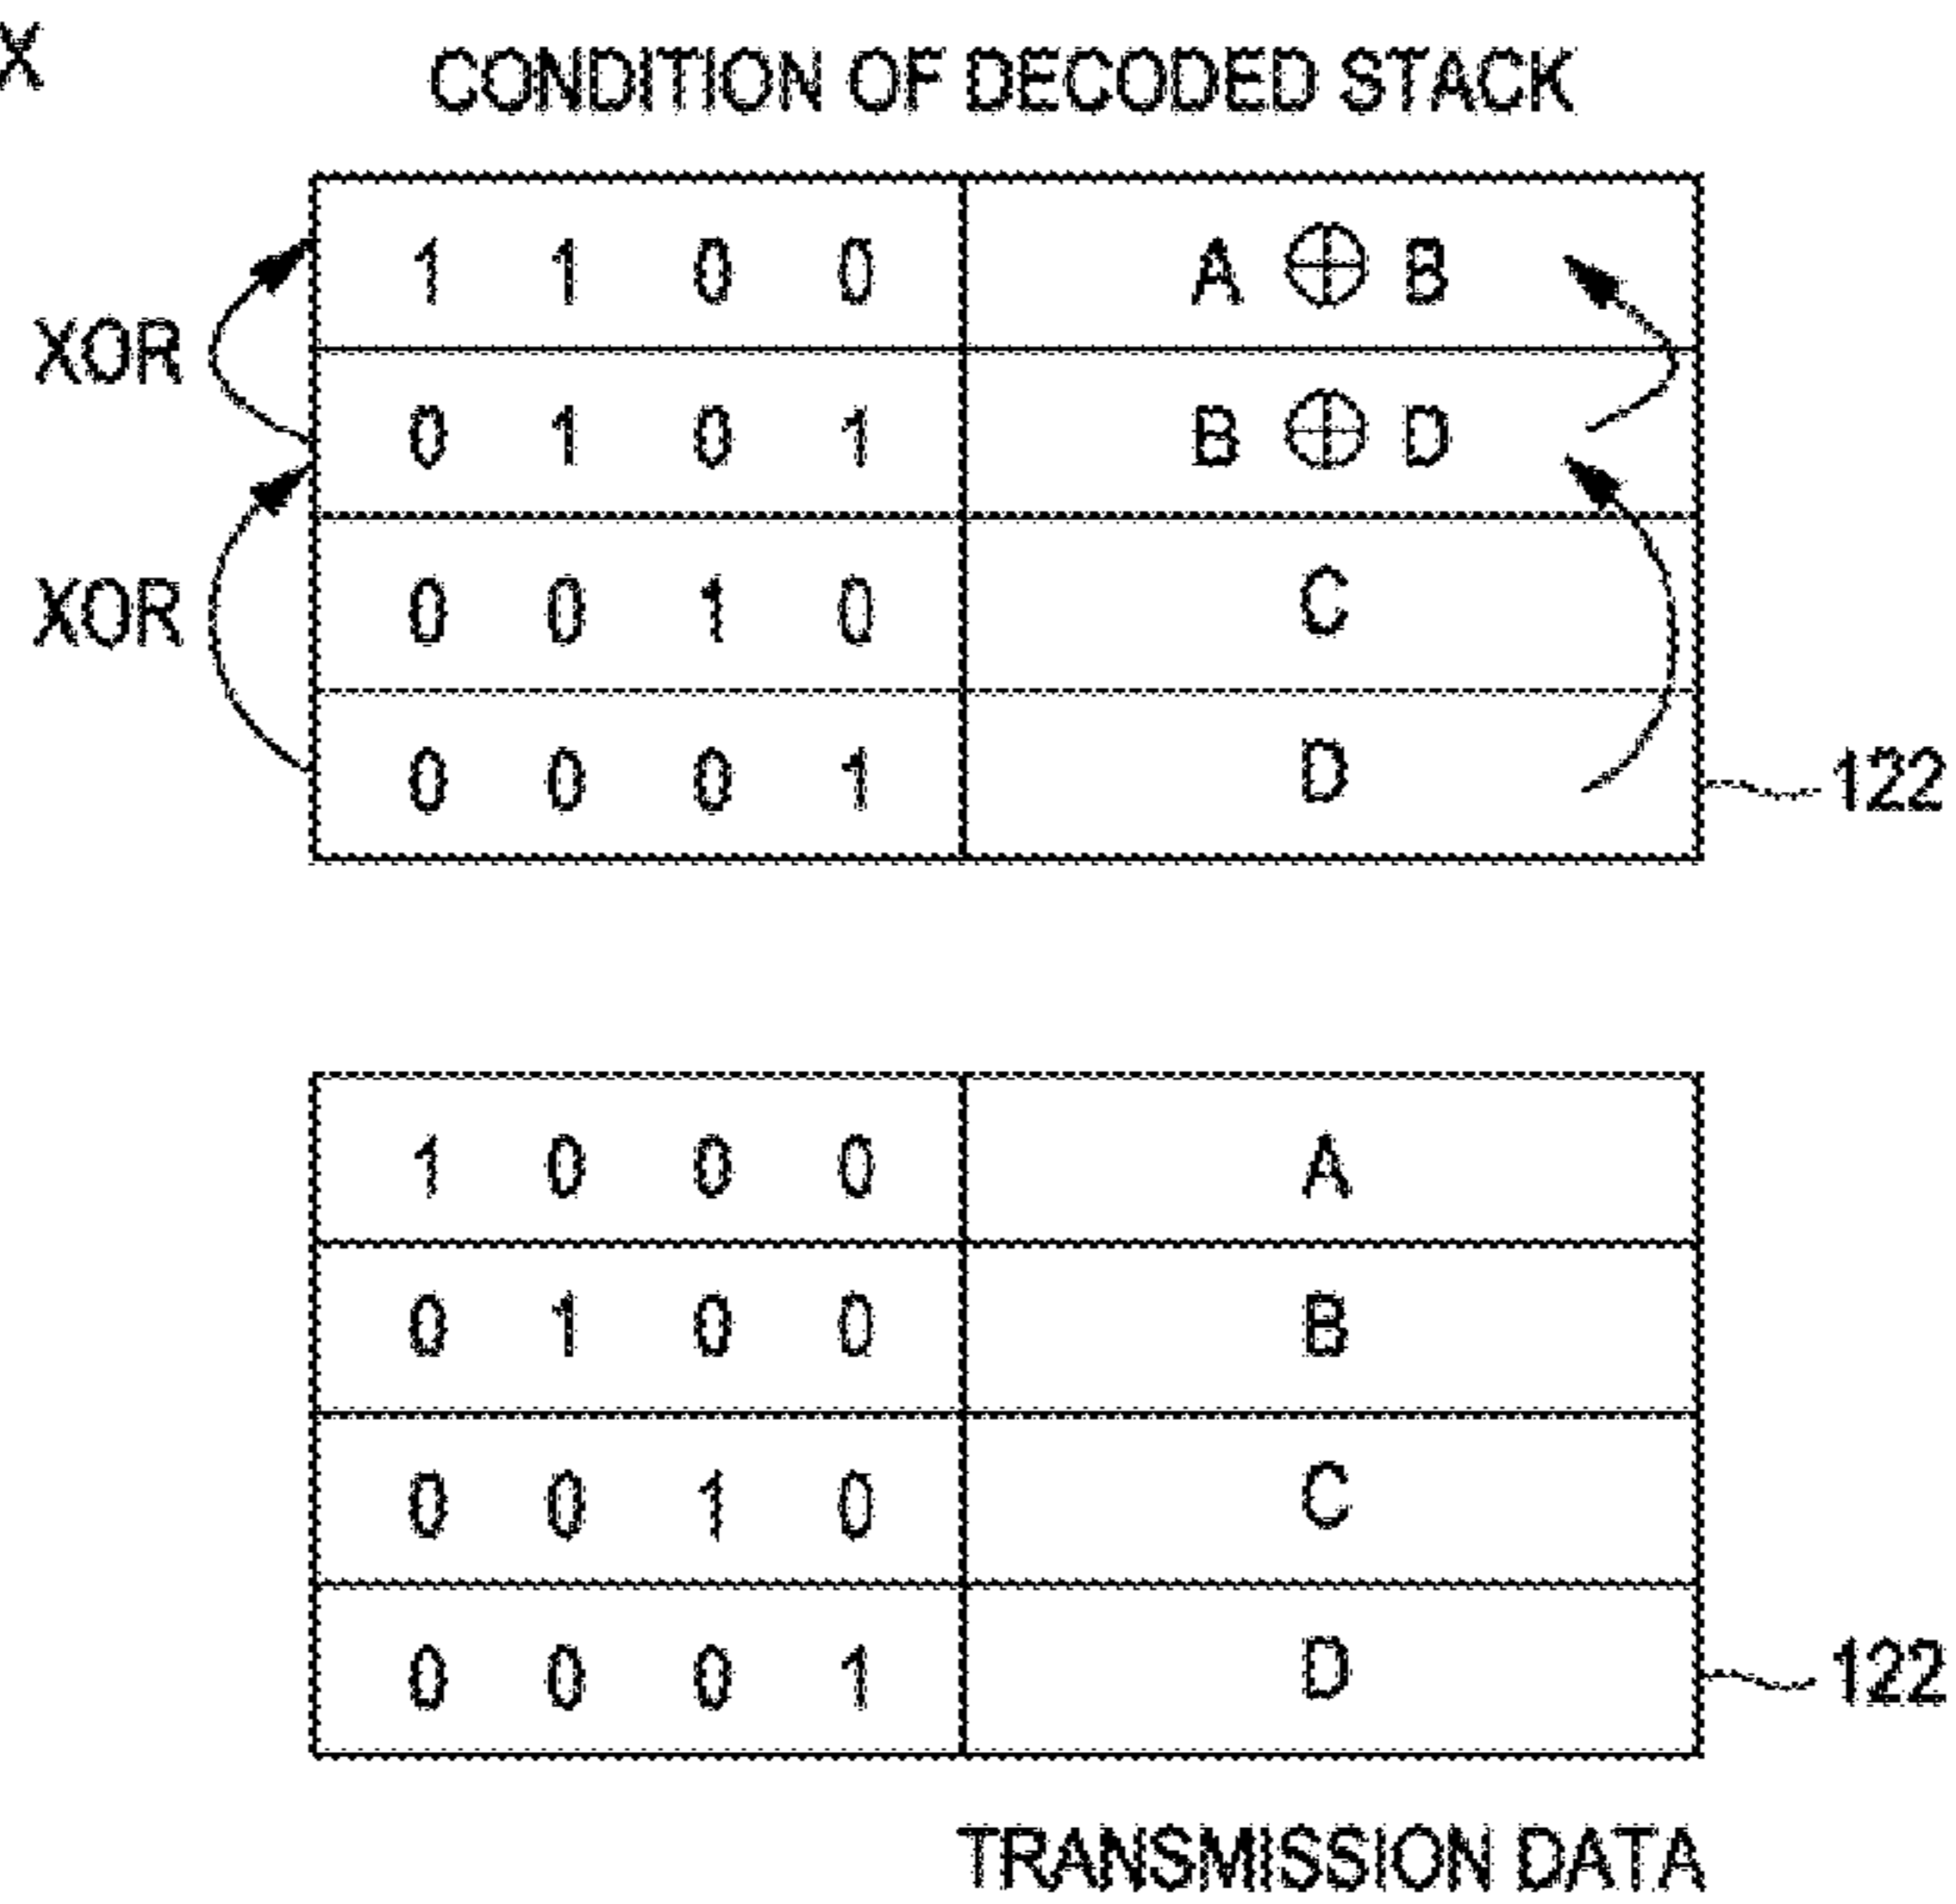 X
CONDITION OF DECODED STACK
1 1 0 0 A ⊕ B
XOR
0 1 0 1 B ⊕ D
XOR
0 0 1 0 C
0 0 0 1 D
122
1 0 0 0 A
0 1 0 0 B
0 0 1 0 C
0 0 0 1 D
122
TRANSMISSION DATA